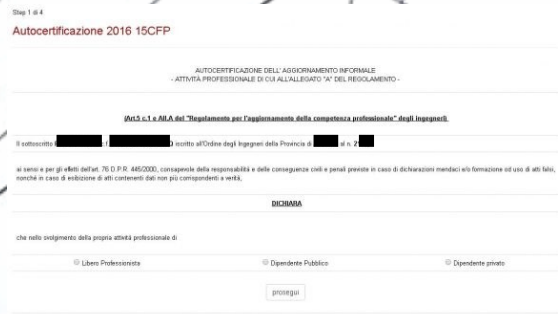 Step 1 di 4
Autocertificazione 2016 15CFP
AUTOCERTIFICAZIONE DELL' AGGIORNAMENTO INFORMALE
- ATTIVITÀ PROFESSIONALE DI CUI ALL'ALLEGATO "A" DEL REGOLAMENTO -
(Art.5 c.1 e All.A del "Regolamento per l'aggiornamento della competenza professionale" degli ingegneri)
Il sottoscritto iscritto all'Ordine degli Ingegneri della Provincia di al n. 2
ai sensi e per gli effetti dell'art. 76 D.P.R. 445/2000, consapevole della responsabilità e delle conseguenze civili e penali previste in caso di dichiarazioni mendaci e/o formazione od uso di atti falsi,
nonché in caso di esibizione di atti contenenti dati non più corrispondenti a verità,
DICHIARA
che nello svolgimento della propria attività professionale di
Libero Professionista Dipendente Pubblico Dipendente privato
prosegui